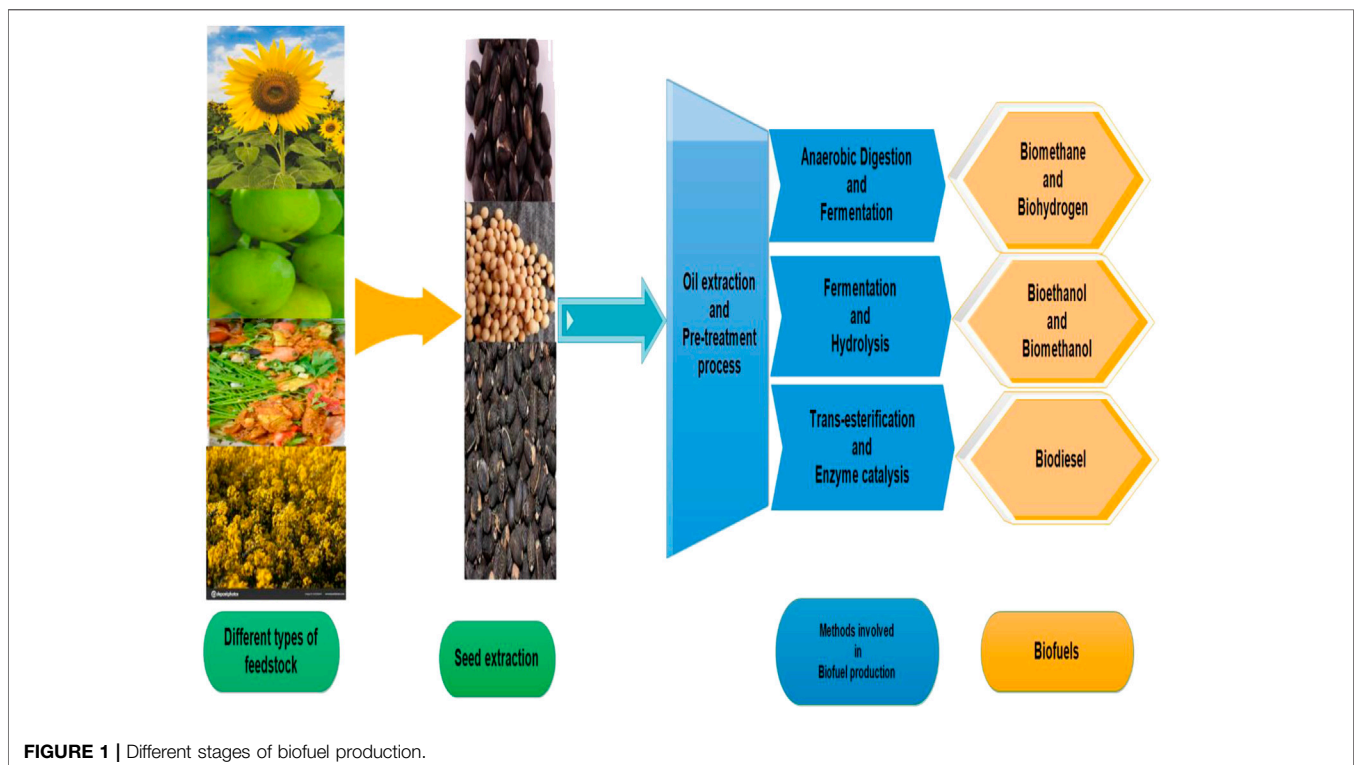 Anaerobic Digestion
and
Fermentation
Biomethane
and
Biohydrogen
Oil extraction
and
Pre-treatment
process
Fermentation
and
Hydrolysis
Bioethanol
and
Biomethanol
Trans-esterification
and
Enzyme catalysis
Biodiesel
depositphotos
Different types of
feedstock
Seed extraction
Methods involved
in
Biofuel production
Biofuels
FIGURE 1 | Different stages of biofuel production.